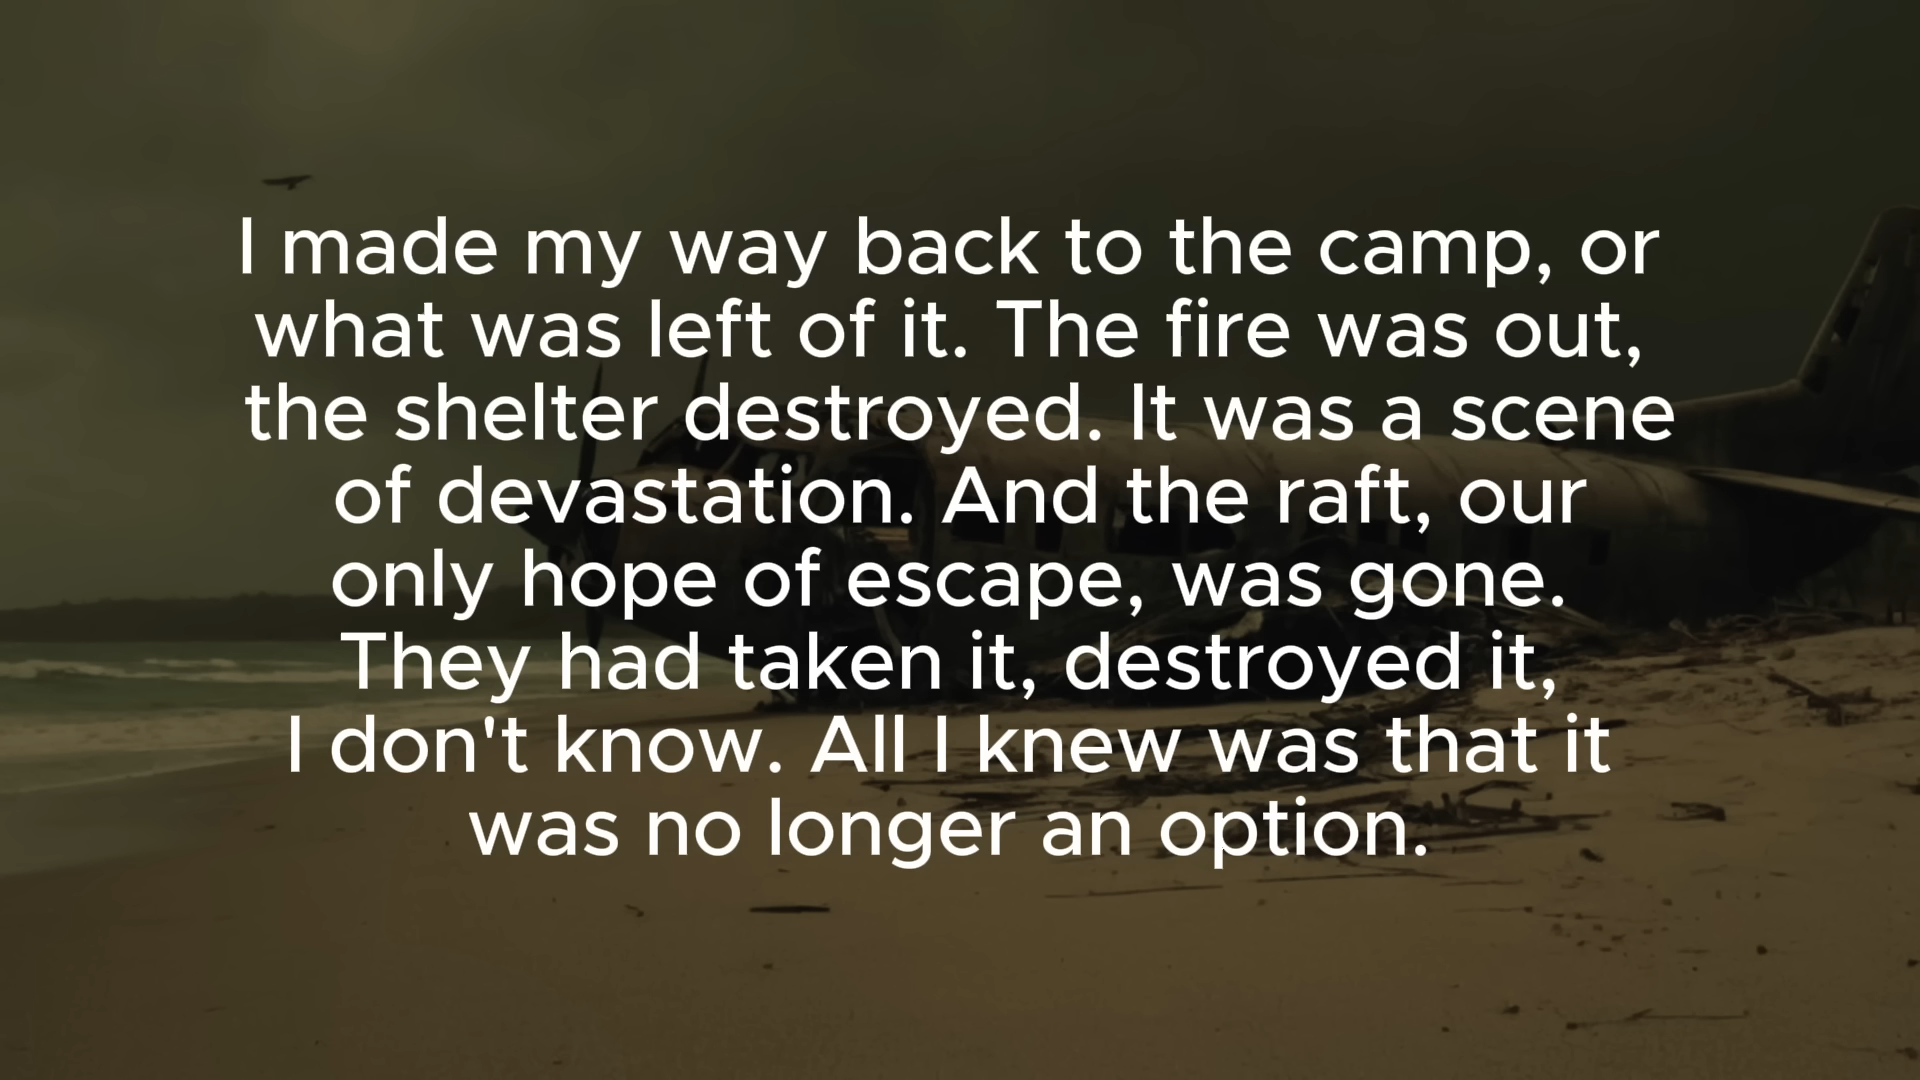 I made my way back to the camp, or
what was left of it. The fire was out,
the shelter destroyed. It was a scene
of devastation. And the raft, our
only hope of escape, was gone.
They had taken it, destroyed it,
I don't know. All I knew was that it
was no longer an option.